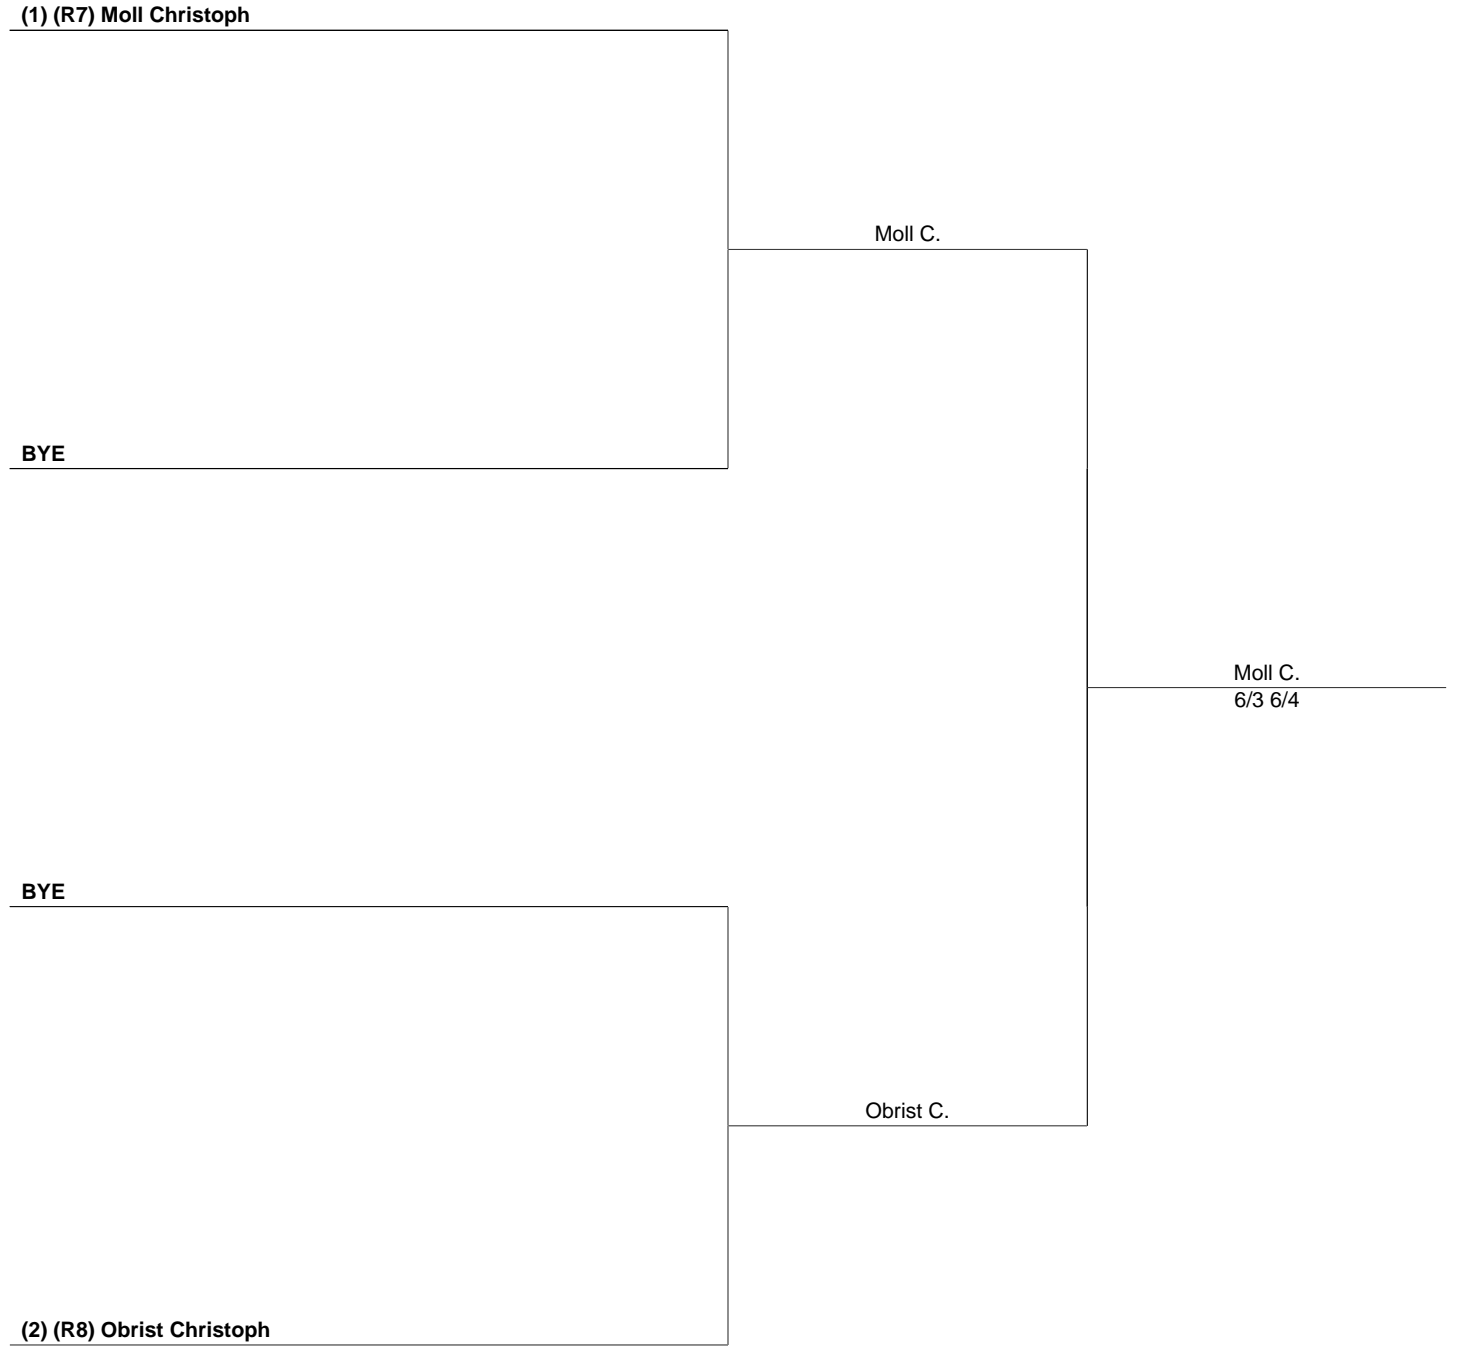 (1) (R7) Moll Christoph
Moll C.
BYE
Moll C.
6/3 6/4
BYE
Obrist C.
(2) (R8) Obrist Christoph